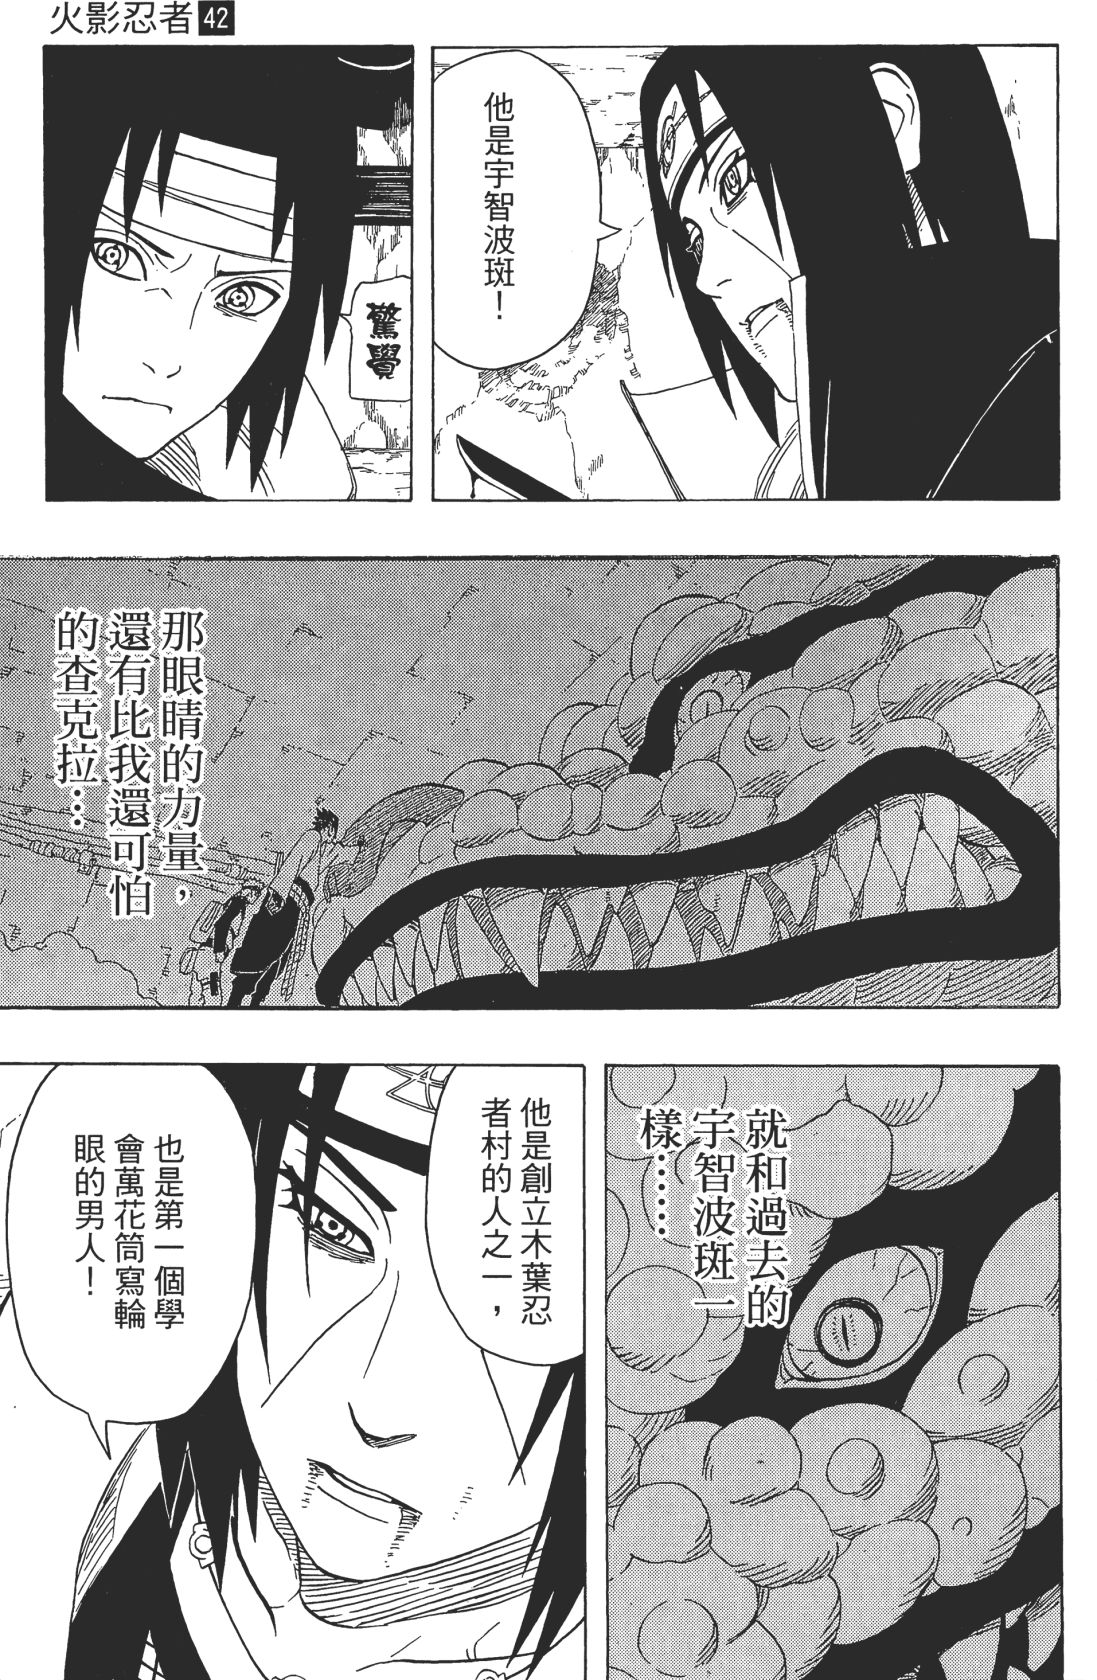 火影忍者 42
他是宇智波斑！
驚覺
那眼睛的力量，
還有比我還可怕
的查克拉…
就和過去的
宇智波斑一
樣……
他是創立木葉忍
者村的人之一，
也是第一個學
會萬花筒寫輪
眼的男人！